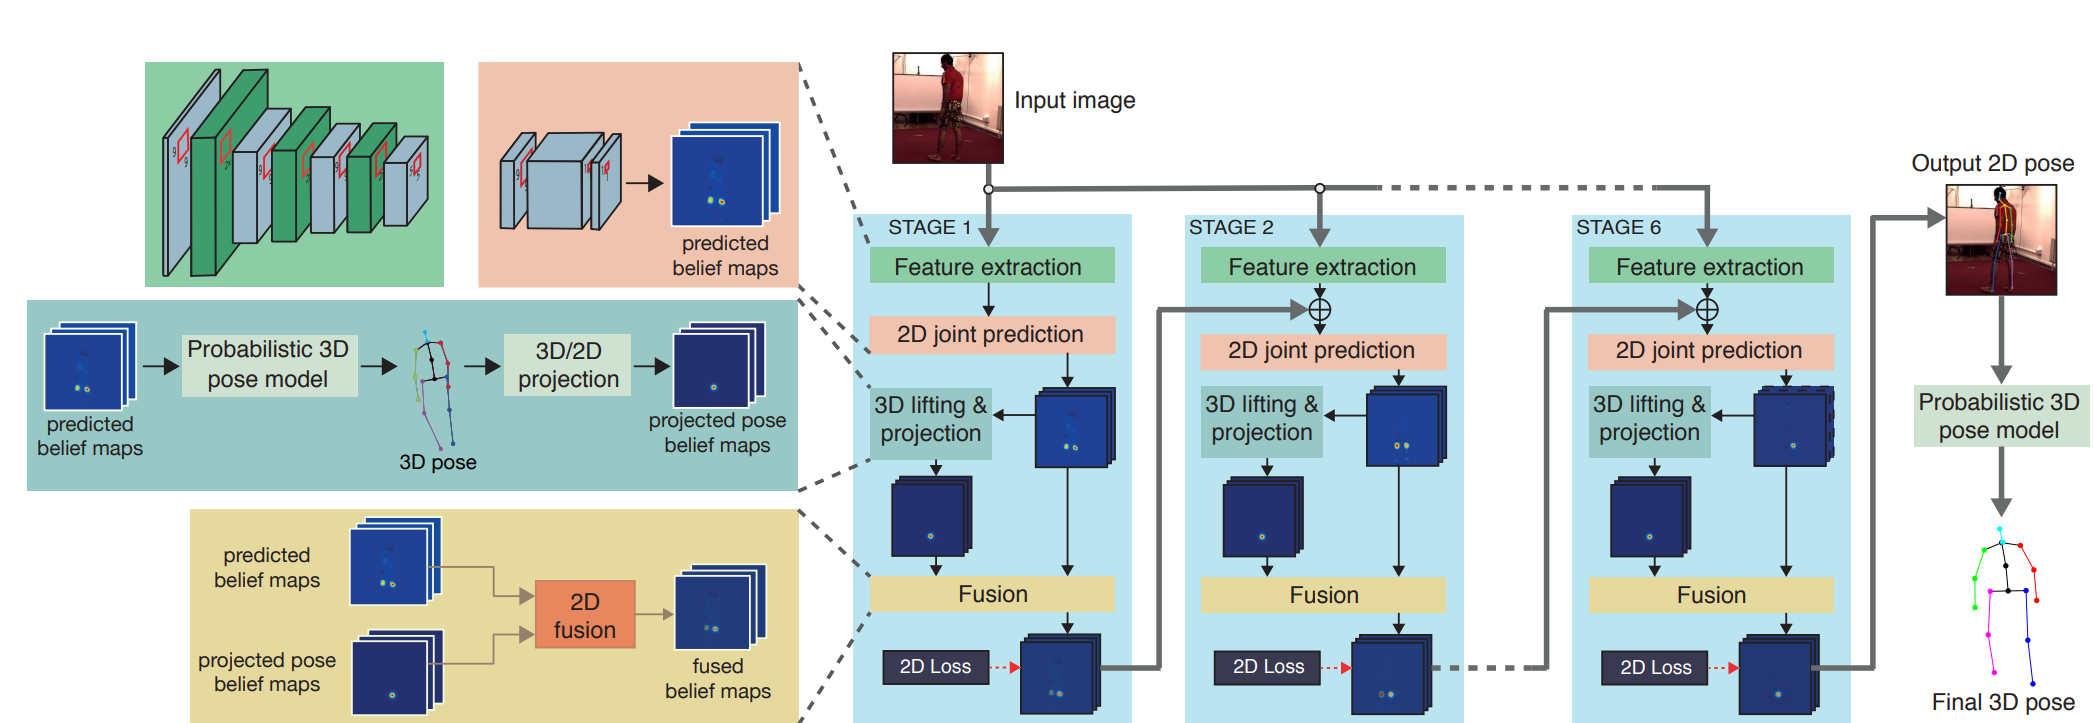 Input image
Output 2D pose
predicted
belief maps
STAGE 1
STAGE 2
STAGE 6
Feature extraction
Feature extraction
Feature extraction
2D joint prediction
2D joint prediction
2D joint prediction
predicted
belief maps
Probabilistic 3D
pose model
3D pose
3D/2D
projection
projected pose
belief maps
3D lifting &
projection
3D lifting &
projection
3D lifting &
projection
Probabilistic 3D
pose model
predicted
belief maps
projected pose
belief maps
2D
fusion
fused
belief maps
Fusion
Fusion
Fusion
2D Loss
2D Loss
2D Loss
Final 3D pose